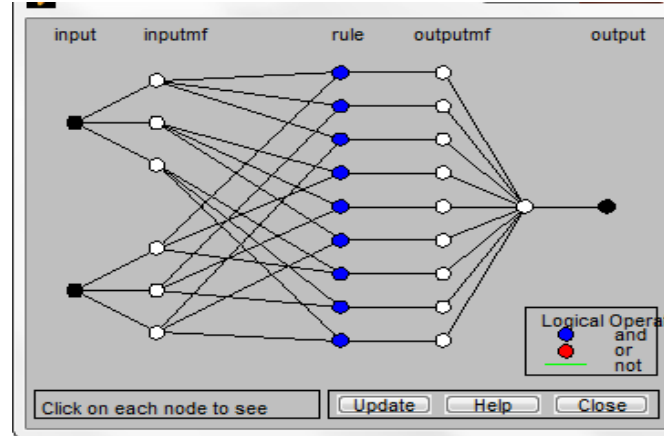 input inputmf rule outputmf output
Logical Opera
and
or
not
Click on each node to see
Update Help Close